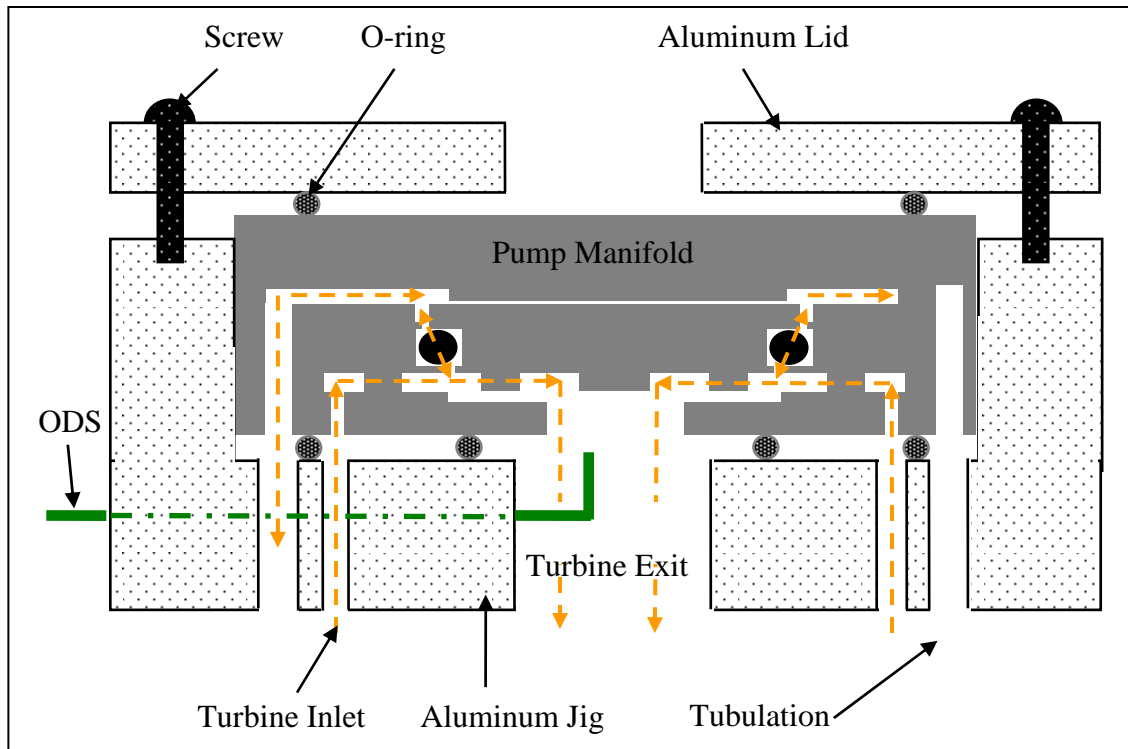 Screw
O-ring
Aluminum Lid
Pump Manifold
ODS
Turbine Exit
Turbine Inlet
Aluminum Jig
Tubulation